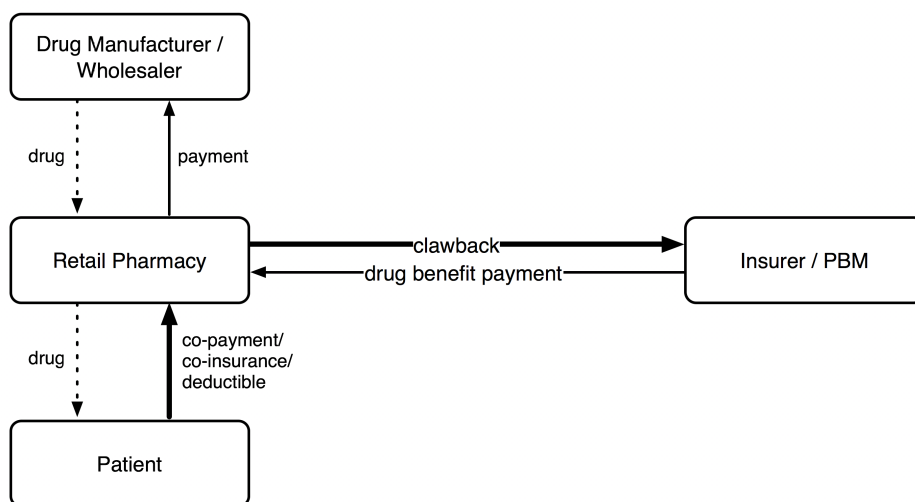 Drug Manufacturer /
Wholesaler
drug
payment
Retail Pharmacy
clawback
drug benefit payment
Insurer / PBM
drug
co-payment/
co-insurance/
deductible
Patient